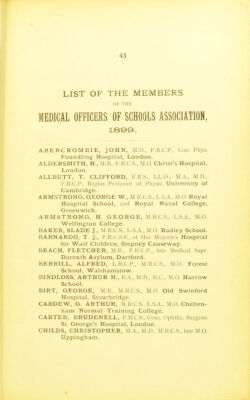 43
LIST OF THE MEMBERS
OF THE
MEDICAL OFFICERS OF SCHOOLS ASSOCIATION,
1899.
ABERCROMBIE, JOHN, M.D., F.R.C.P., Con. Phys.
Foundling Hospital, London.
ALDERSMITH, H., M.B., F.R.C.S., M.O. Christ's Hospital,
London.
ALLBUTT, T. CLIFFORD, F.R.S., LL.D., M.A., M.D.,
F.R.C.P., Regius Professor of Physic University of
Cambridge.
ARMSTRONG, GEORGE W., M.R.C.S., L.S.A., M.O. Royal
Hospital School, and Royal Naval College,
Greenwich.
ARMSTRONG, H. GEORGE, M.R.C.S., L.S.A., M.O.
Wellington College.
BAKER, SLADE J., M.R.C.S., L.S.A., M.O. Radley School.
BARNARDO, T. J., F.R.C.S.E., of Her Majesty's Hospital
for Waif Children, Stepney Causeway.
BEACH, FLETCHER, M.B., F.R.C.P., late Medical Supt.
Darenth Asylum, Dartford.
BERRILL, ALFRED, L.R.C.P., M.R.C.S., M.O. Forest
School, Walthamstow.
BINDLOSS, ARTHUR H., B.A., M.B., B.C., M.O. Harrow
School.
BIRT, GEORGE, M.B., M.R.C.S., M.O. Old Swinford
Hospital, Stourbridge.
CARDEW, G. ARTHUR, M.R.C.S., L.S.A., M.O. Chelten-
ham Normal Training College.
CARTER, BRUDENELL, F.R.C.S., Cons. Ophthc. Surgeon
St. George's Hospital, London.
CHILDS, CHRISTOPHER, M.A., M.D., M.R.C.S., late M.O.
Uppingham.